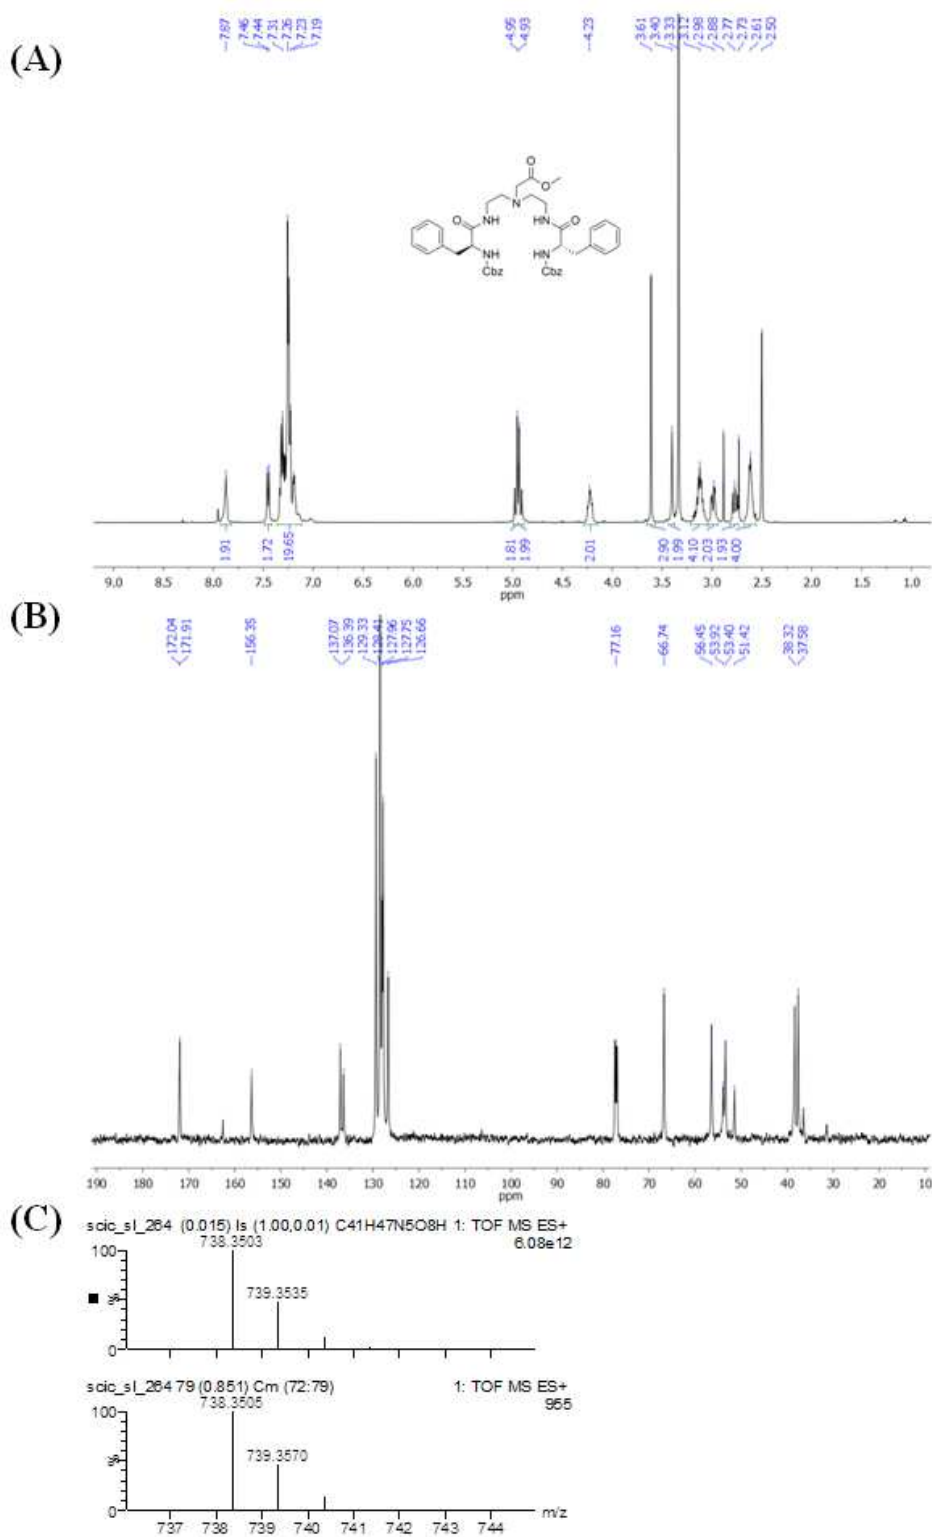 (A)
7.87 7.46 7.44 7.31 7.26 7.23 7.19 4.95 4.93 4.23 3.61 3.40 3.33 3.12 2.98 2.88 2.77 2.73 2.61 2.50
O
O
N
O NH NH O
NH HN
Cbz Cbz
1.91 1.72 19.65 1.81 1.99 2.01 2.90 1.99 4.10 2.03 1.93 4.00
9.0 8.5 8.0 7.5 7.0 6.5 6.0 5.5 5.0 4.5 4.0 3.5 3.0 2.5 2.0 1.5 1.0
ppm
(B)
172.04 171.91 156.35 137.07 136.39 129.33 128.41 127.96 127.75 126.66 77.16 66.74 56.45 53.92 53.40 51.42 38.32 37.58
190 180 170 160 150 140 130 120 110 100 90 80 70 60 50 40 30 20 10
ppm
(C)
scic_sl_264 (0.015) Is (1.00,0.01) C41H47N5O8H 1: TOF MS ES+
738.3503 6.08e12
100
739.3535
%
0
scic_sl_264 79 (0.851) Cm (72:79) 1: TOF MS ES+
738.3505 955
100
739.3570
%
0 m/z
737 738 739 740 741 742 743 744